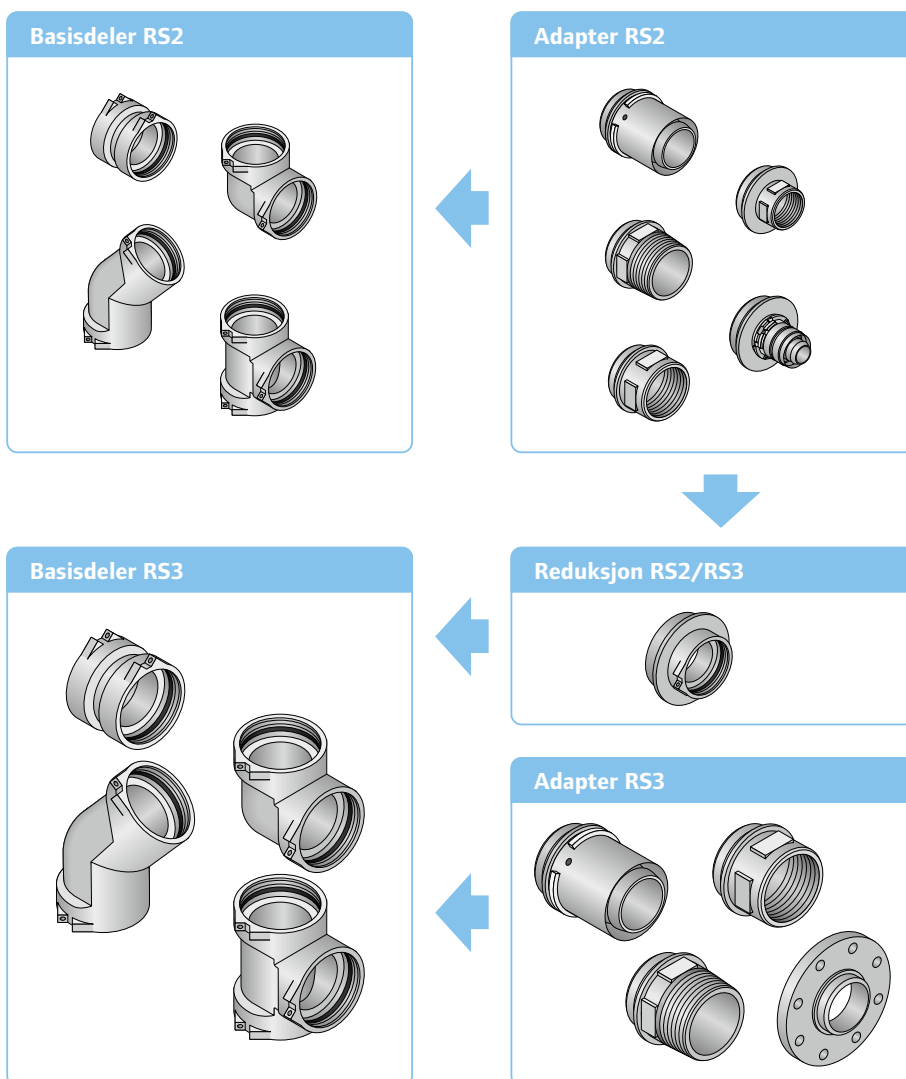 Basisdeler RS2
Adapter RS2
Basisdeler RS3
Reduksjon RS2/RS3
Adapter RS3